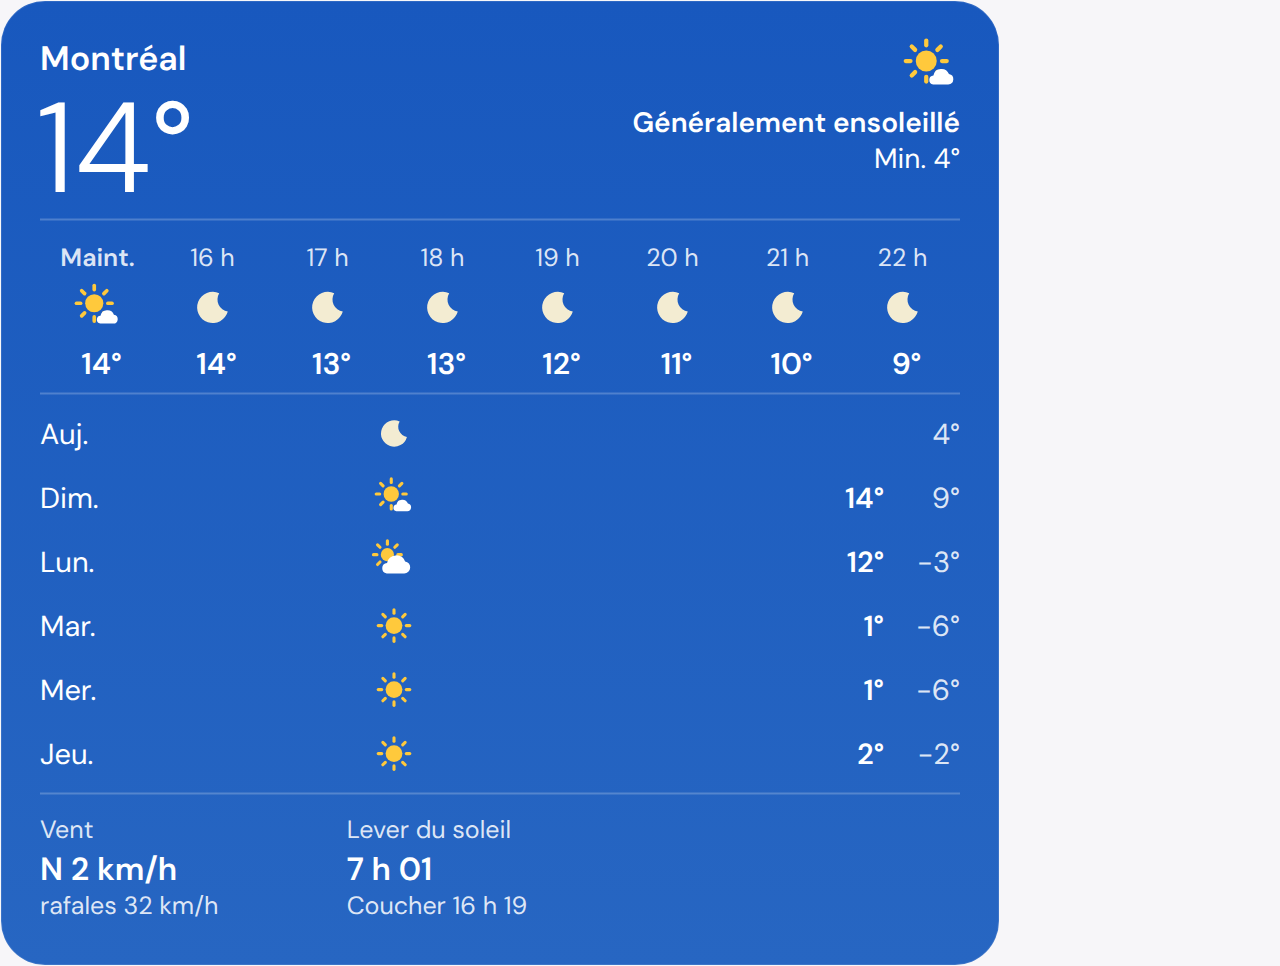 Montréal
14°
Généralement ensoleillé
Min. 4°
Maint. 16 h 17 h 18 h 19 h 20 h 21 h 22 h
14° 14° 13° 13° 12° 11° 10° 9°
Auj. 4°
Dim. 14° 9°
Lun. 12° -3°
Mar. 1° -6°
Mer. 1° -6°
Jeu. 2° -2°
Vent Lever du soleil
N 2 km/h 7 h 01
rafales 32 km/h Coucher 16 h 19